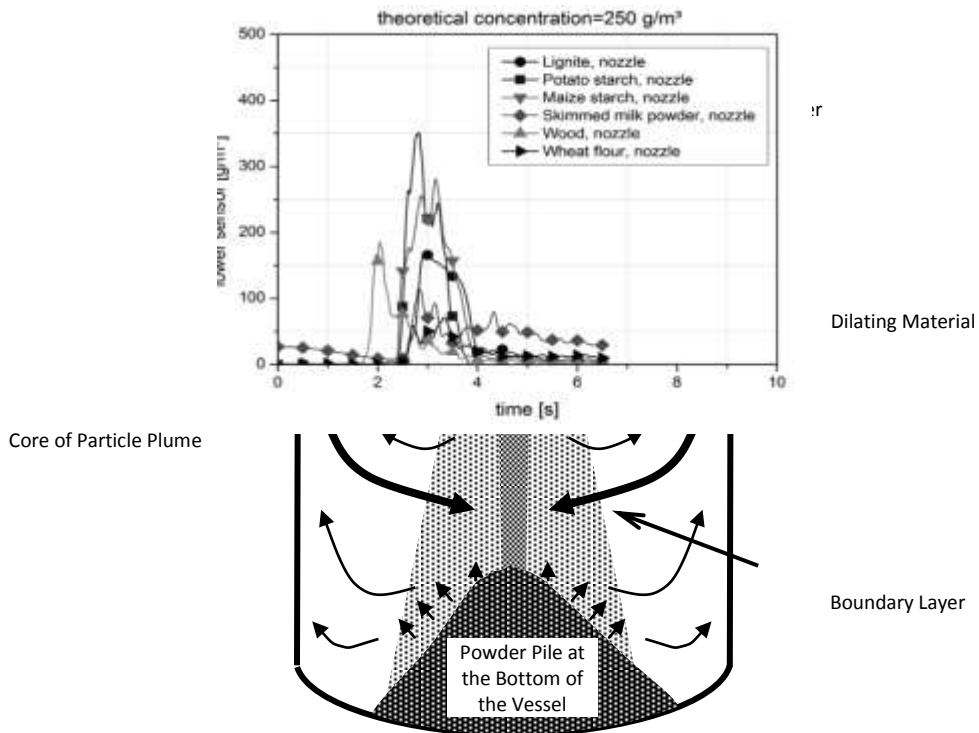 theoretical concentration=250 g/m³
500
400
300
200
100
0
Lignite, nozzle
Potato starch, nozzle
Maize starch, nozzle
Skimmed milk powder, nozzle
Wood, nozzle
Wheat flour, nozzle
0 2 4 6 8 10
time [s]
Dilating Material
Core of Particle Plume
Boundary Layer
Powder Pile at
the Bottom of
the Vessel